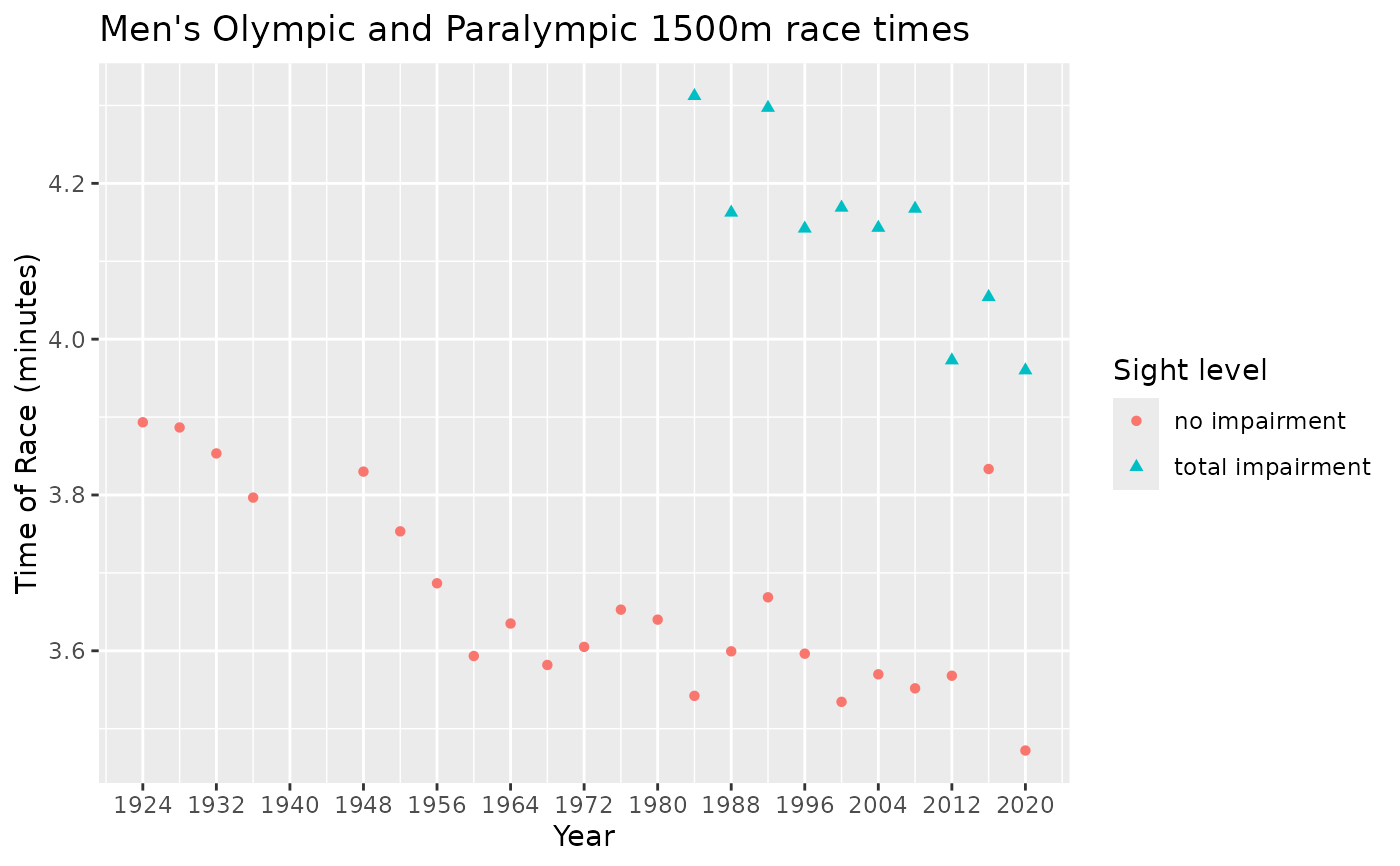 Men's Olympic and Paralympic 1500m race times
4.2
4.0
3.8
3.6
Time of Race (minutes)
1924 1932 1940 1948 1956 1964 1972 1980 1988 1996 2004 2012 2020
Year
Sight level
no impairment
total impairment